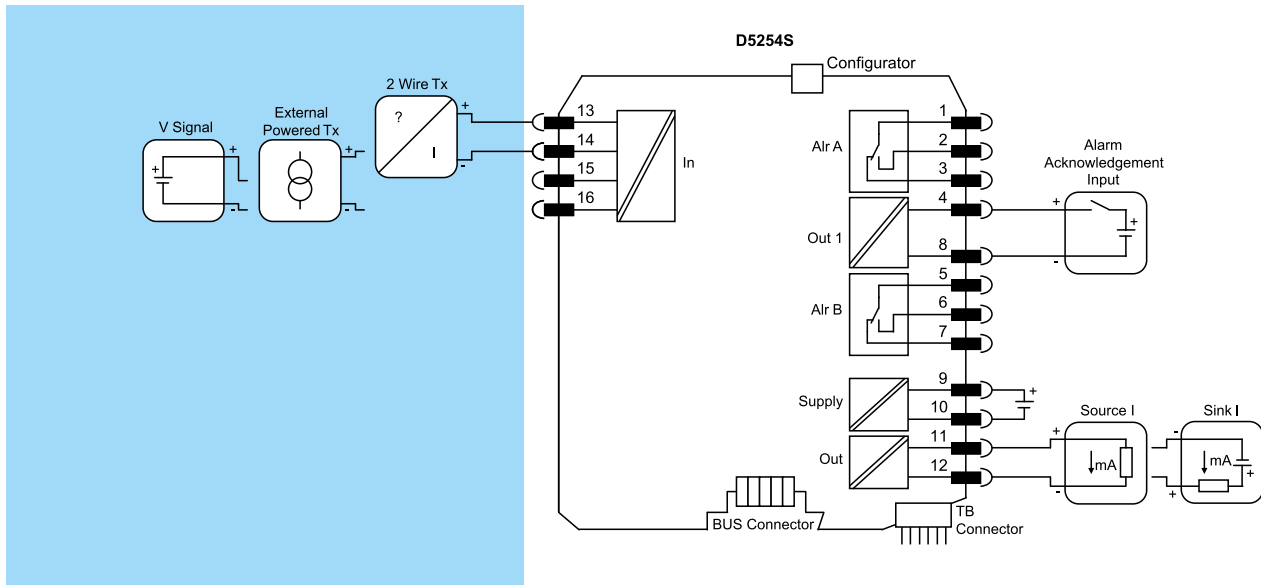 D5254S
Configurator
2 Wire Tx
External
Powered Tx
V Signal
+
-
+
-
+
?
I
+
-
13
14
15
16
In
1
2
3
4
8
5
6
7
9
10
11
12
Alr A
Out 1
Alr B
Supply
Out
Alarm
Acknowledgement
Input
+
-
+
+
Source I
Sink I
+
-
mA
-
+
mA
+
BUS Connector
TB
Connector